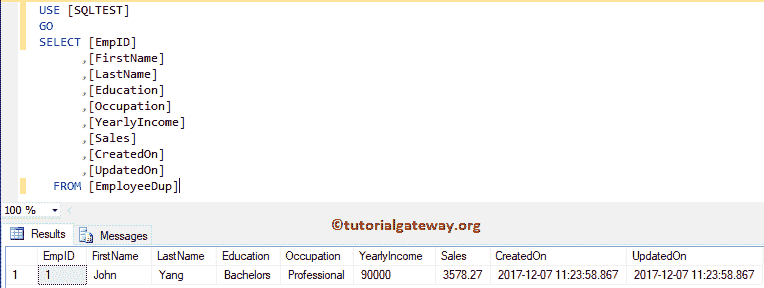 USE [SQLTEST]
GO
SELECT [EmpID]
,[FirstName]
,[LastName]
,[Education]
,[Occupation]
,[YearlyIncome]
,[Sales]
,[CreatedOn]
,[UpdatedOn]
FROM [EmployeeDup]
100 %
©tutorialgateway.org
Results Messages
EmpID FirstName LastName Education Occupation YearlyIncome Sales CreatedOn UpdatedOn
1 1 John Yang Bachelors Professional 90000 3578.27 2017-12-07 11:23:58.867 2017-12-07 11:23:58.867